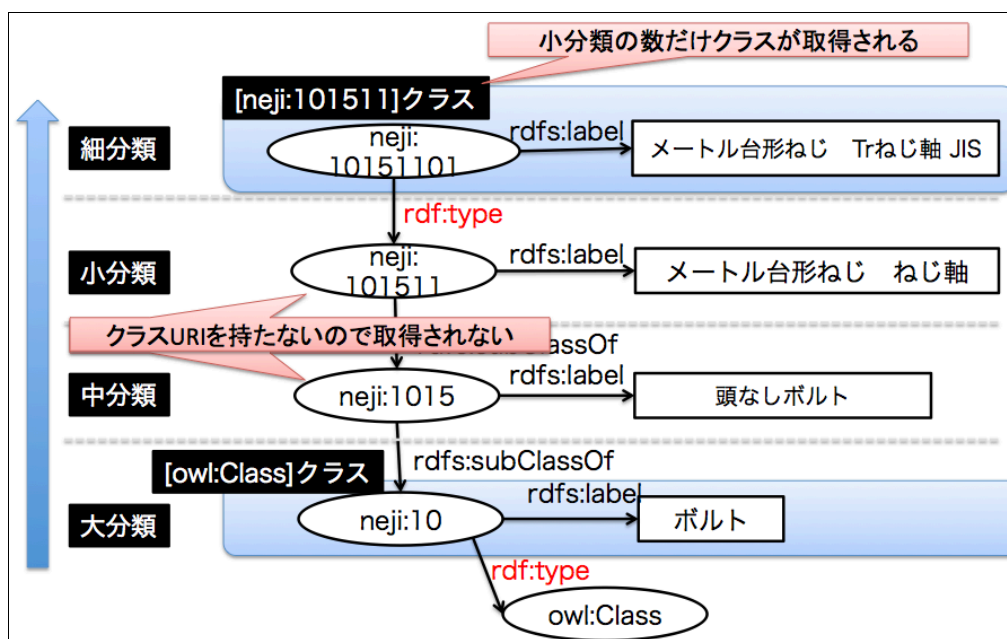 小分類の数だけクラスが取得される
[neji:101511]クラス
細分類
neji:
10151101
rdfs:label
メートル台形ねじ　Trねじ軸 JIS
rdf:type
小分類
neji:
101511
rdfs:label
メートル台形ねじ　ねじ軸
クラスURIを持たないので取得されない
中分類
neji:1015
rdfs:label
頭なしボルト
rdfs:subClassOf
[owl:Class]クラス
大分類
neji:10
rdfs:label
ボルト
rdf:type
owl:Class